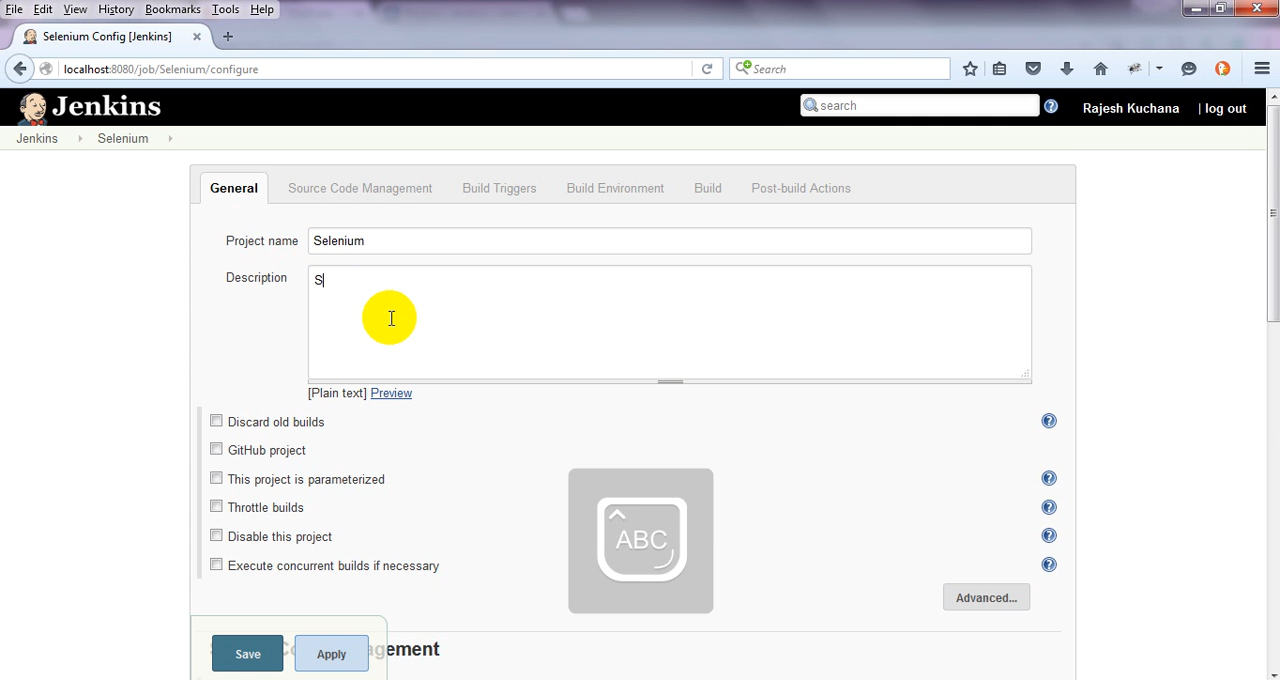 File Edit View History Bookmarks Tools Help
Selenium Config [Jenkins]
localhost:8080/job/Selenium/configure
Search
Jenkins
search
Rajesh Kuchana | log out
Jenkins Selenium
General Source Code Management Build Triggers Build Environment Build Post-build Actions
Project name Selenium
Description S
[Plain text] Preview
Discard old builds
GitHub project
This project is parameterized
Throttle builds
Disable this project
Execute concurrent builds if necessary
ABC
Advanced...
Save Apply